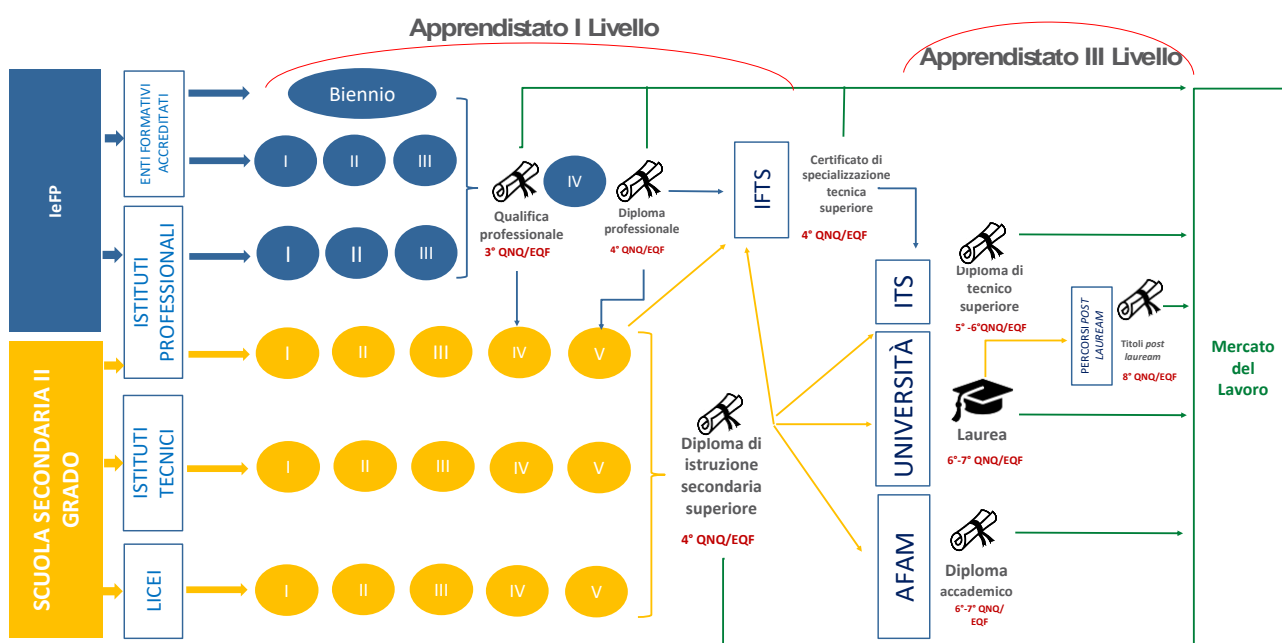 Apprendistato I Livello
Apprendistato III Livello
IeFP
ENTI FORMATIVI
ACCREDITATI
Biennio
I
II
III
ISTITUTI
PROFESSIONALI
I
II
III
Qualifica
professionale
3° QNQ/EQF
IV
Diploma
professionale
4° QNQ/EQF
IFTS
Certificato di
specializzazione
tecnica
superiore
4° QNQ/EQF
SCUOLA SECONDARIA II
GRADO
I
II
III
IV
V
ISTITUTI
TECNICI
I
II
III
IV
V
LICEI
I
II
III
IV
V
Diploma di
istruzione
secondaria
superiore
4° QNQ/EQF
ITS
Diploma di
tecnico
superiore
5° -6°QNQ/EQF
UNIVERSITÀ
Laurea
6°-7° QNQ/EQF
PERCORSI POST
LAUREAM
Titoli post
lauream
8° QNQ/EQF
AFAM
Diploma
accademico
6°-7° QNQ/
EQF
Mercato
del
Lavoro